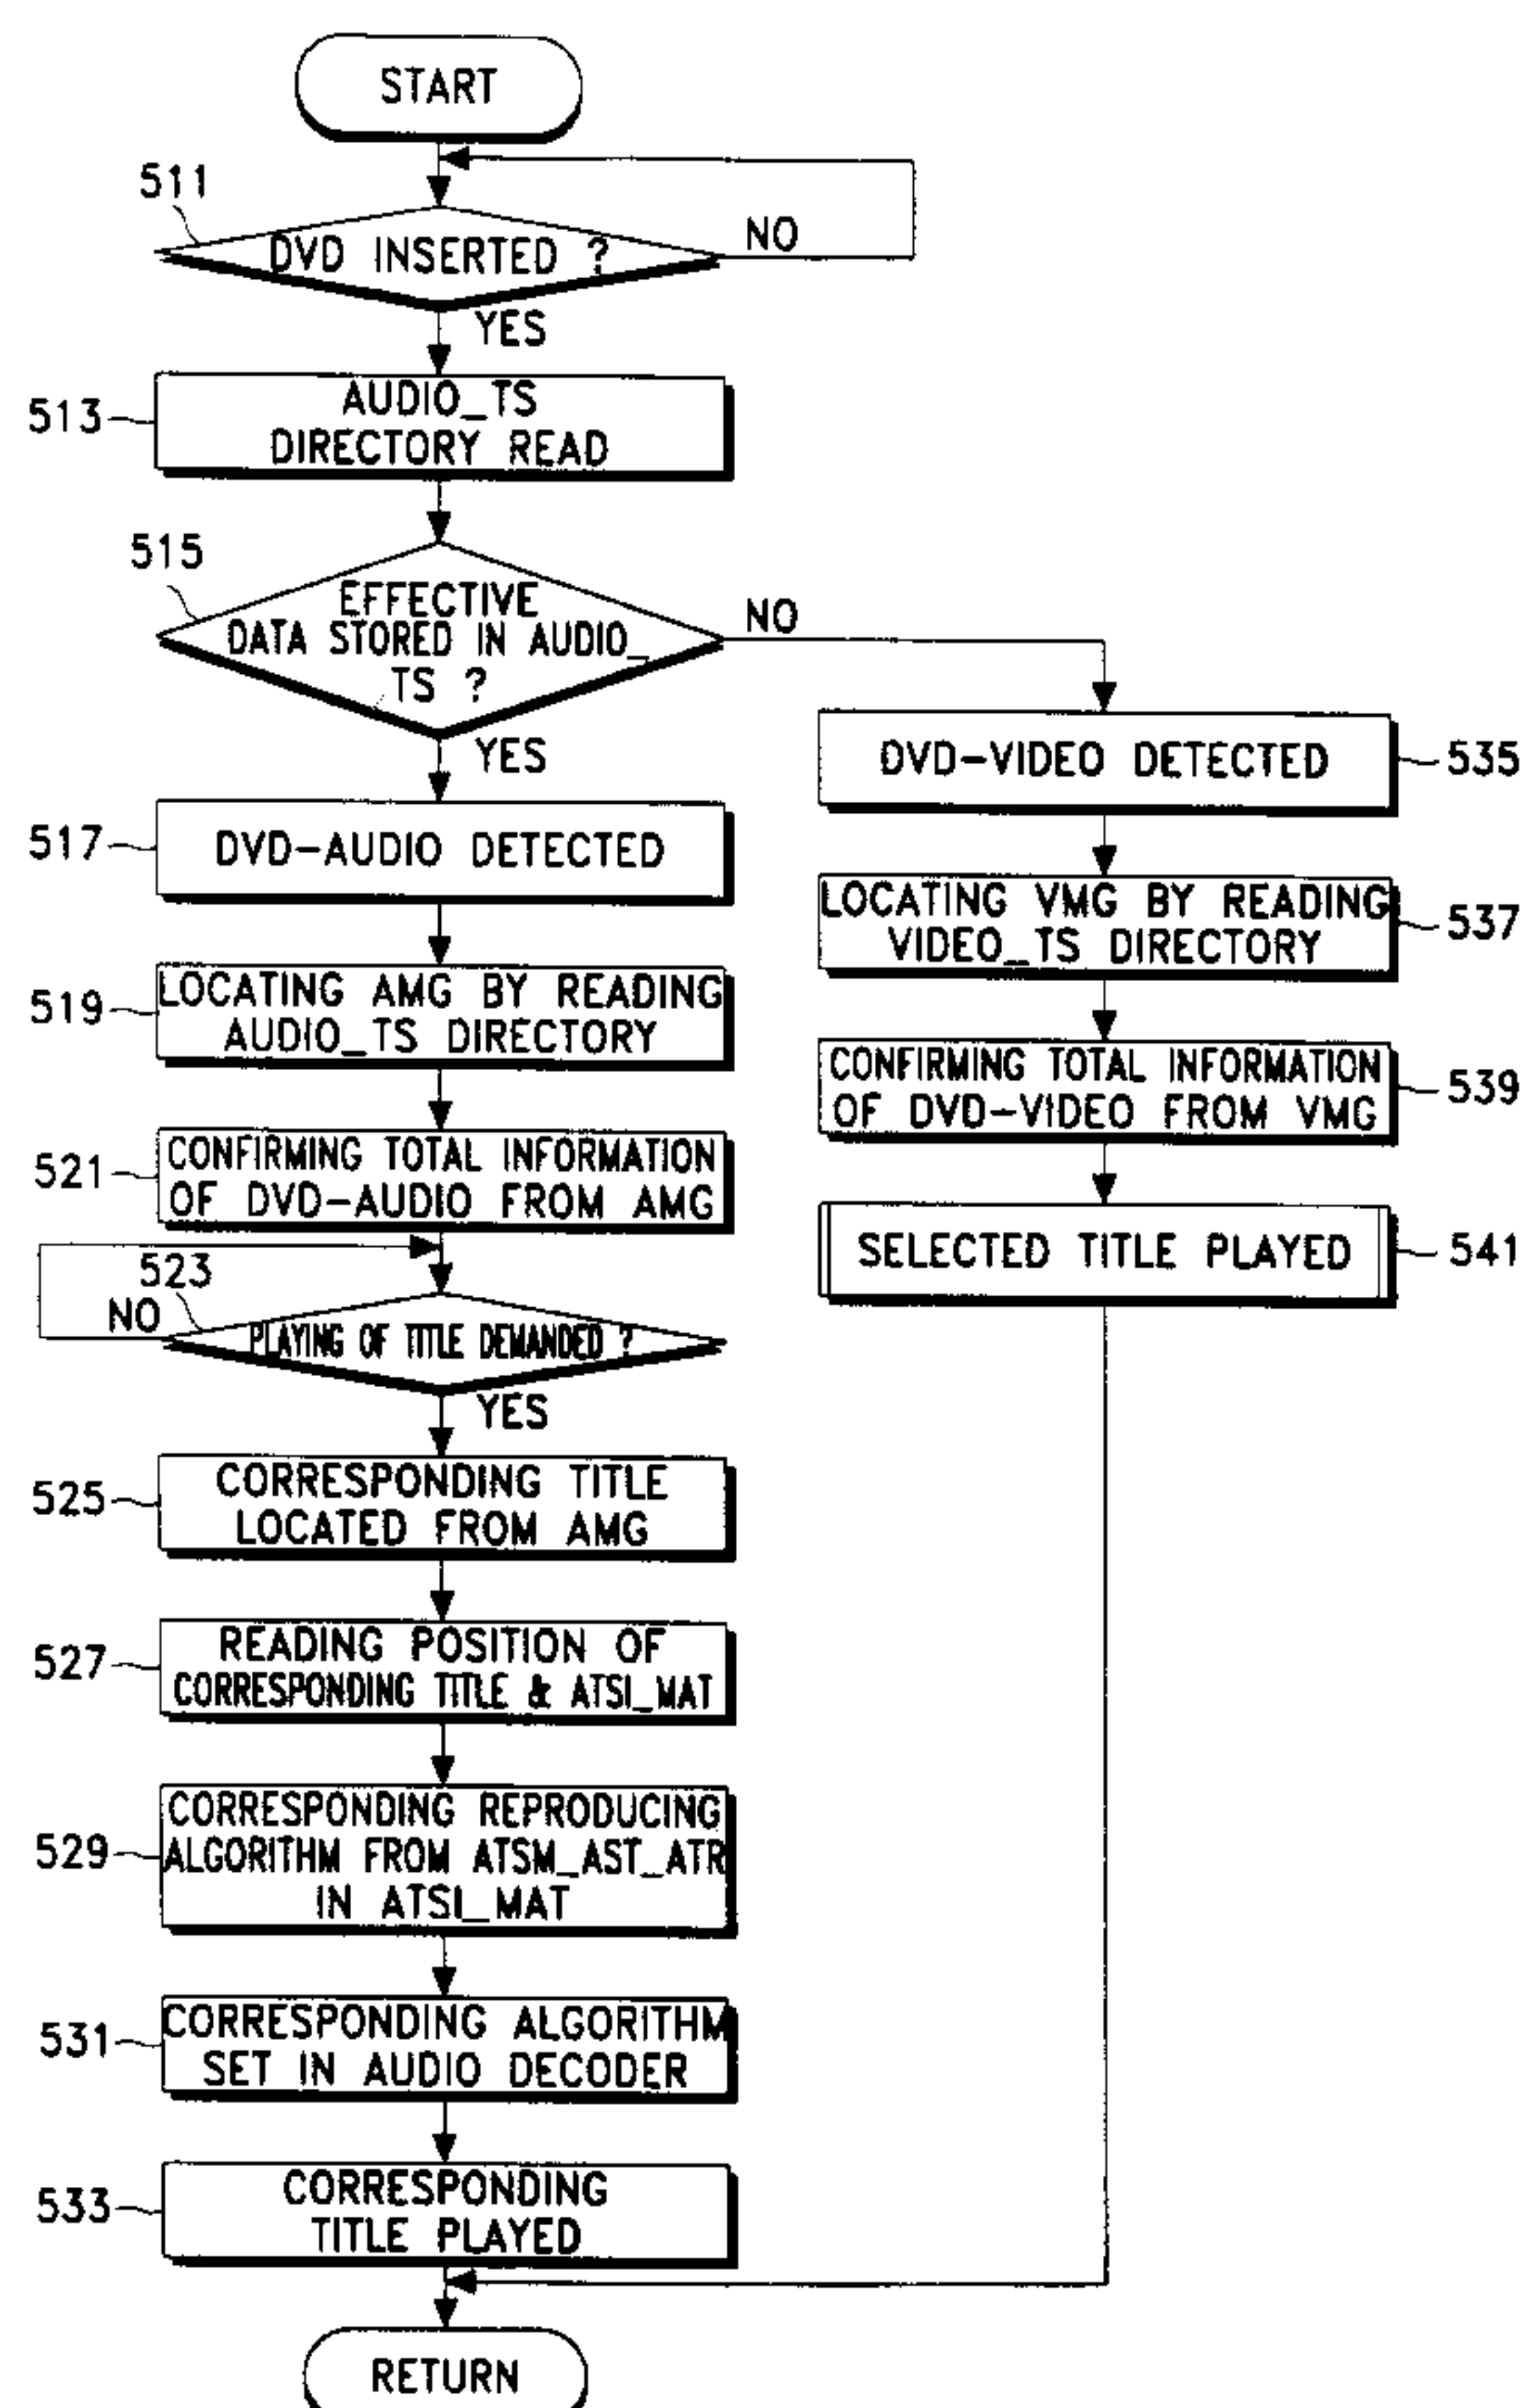 START
511
DVD INSERTED ?
NO
YES
513
AUDIO_TS
DIRECTORY READ
515
EFFECTIVE
DATA STORED IN AUDIO_
TS ?
NO
YES
517
DVD-AUDIO DETECTED
519
LOCATING AMG BY READING
AUDIO_TS DIRECTORY
521
CONFIRMING TOTAL INFORMATION
OF DVD-AUDIO FROM AMG
523
NO
PLAYING OF TITLE DEMANDED ?
YES
525
CORRESPONDING TITLE
LOCATED FROM AMG
527
READING POSITION OF
CORRESPONDING TITLE & ATSI_MAT
529
CORRESPONDING REPRODUCING
ALGORITHM FROM ATSM_AST_ATR
IN ATSI_MAT
531
CORRESPONDING ALGORITHM
SET IN AUDIO DECODER
533
CORRESPONDING
TITLE PLAYED
RETURN
DVD-VIDEO DETECTED
535
LOCATING VMG BY READING
VIDEO_TS DIRECTORY
537
CONFIRMING TOTAL INFORMATION
OF DVD-VIDEO FROM VMG
539
SELECTED TITLE PLAYED
541